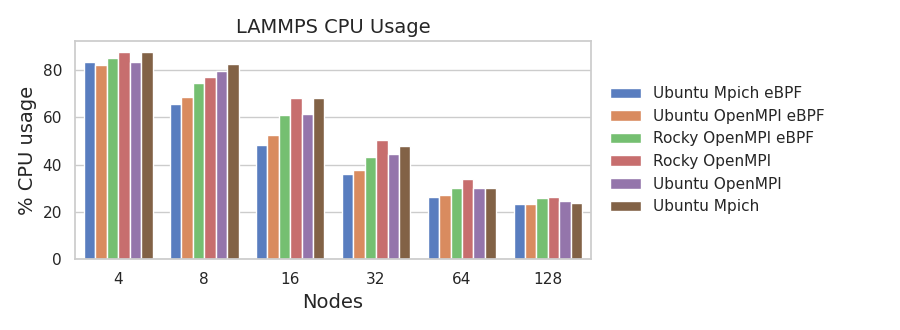 LAMMPS CPU Usage
% CPU usage
80
60
40
20
0
4 8 16 32 64 128
Nodes
Ubuntu Mpich eBPF
Ubuntu OpenMPI eBPF
Rocky OpenMPI eBPF
Rocky OpenMPI
Ubuntu OpenMPI
Ubuntu Mpich